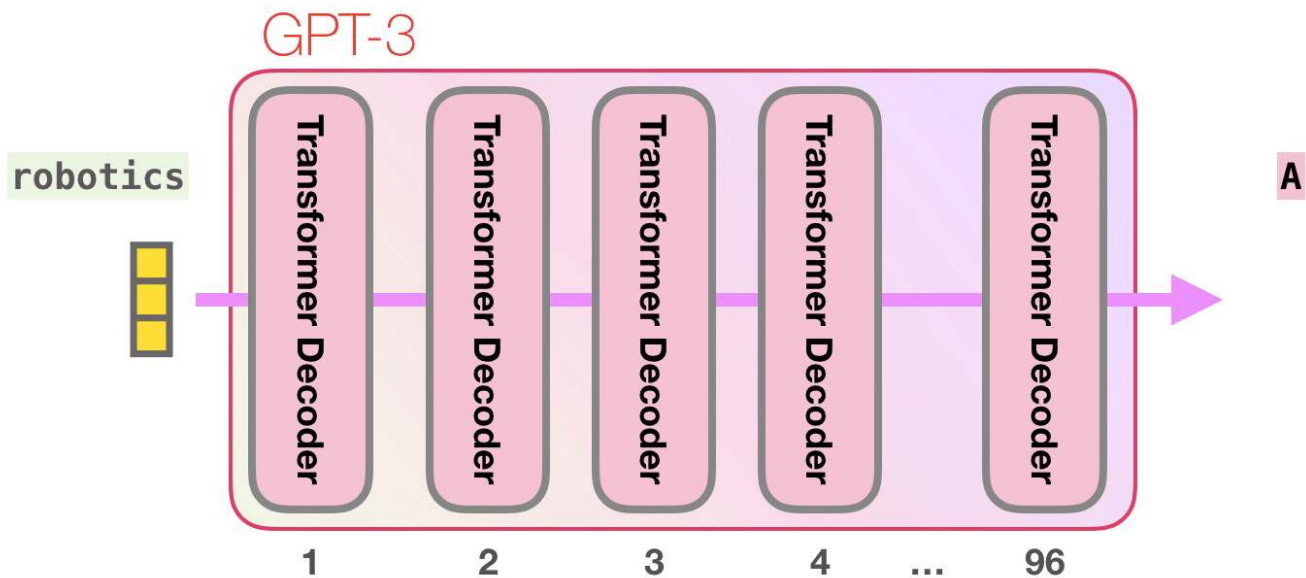 GPT-3
robotics
Transformer Decoder
Transformer Decoder
Transformer Decoder
Transformer Decoder
Transformer Decoder
A
1 2 3 4 ... 96